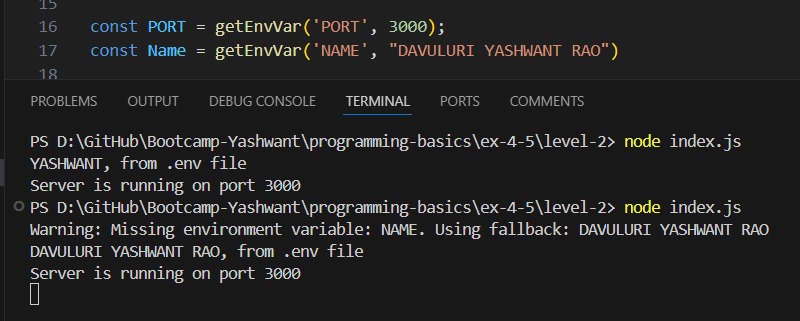 15
16 const PORT = getEnvVar('PORT', 3000);
17 const Name = getEnvVar('NAME', "DAVULURI YASHWANT RAO")
18
PROBLEMS OUTPUT DEBUG CONSOLE TERMINAL PORTS COMMENTS
PS D:\GitHub\Bootcamp-Yashwant\programming-basics\ex-4-5\level-2> node index.js
YASHWANT, from .env file
Server is running on port 3000
PS D:\GitHub\Bootcamp-Yashwant\programming-basics\ex-4-5\level-2> node index.js
Warning: Missing environment variable: NAME. Using fallback: DAVULURI YASHWANT RAO
DAVULURI YASHWANT RAO, from .env file
Server is running on port 3000